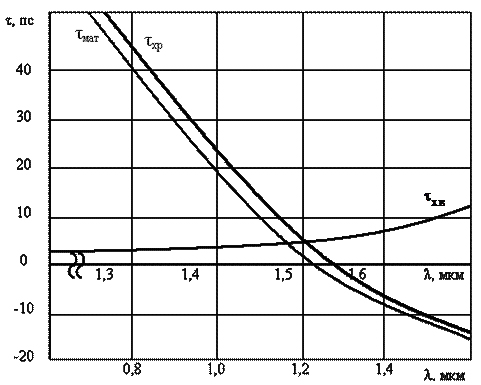 τ, пс
τмат
τхр
40
30
20
10
τхв
0
1,3
1,4
1,5
1,6
λ, мкм
-10
-20
0,8
1,0
1,2
1,4
λ, мкм